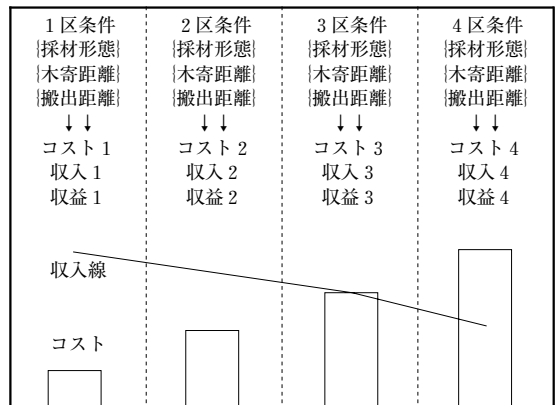 1区条件 2区条件 3区条件 4区条件
{採材形態} {採材形態} {採材形態} {採材形態}
{木寄距離} {木寄距離} {木寄距離} {木寄距離}
{搬出距離} {搬出距離} {搬出距離} {搬出距離}
↓↓ ↓↓ ↓↓ ↓↓
コスト1 コスト2 コスト3 コスト4
収入1 収入2 収入3 収入4
収益1 収益2 収益3 収益4
収入線
コスト